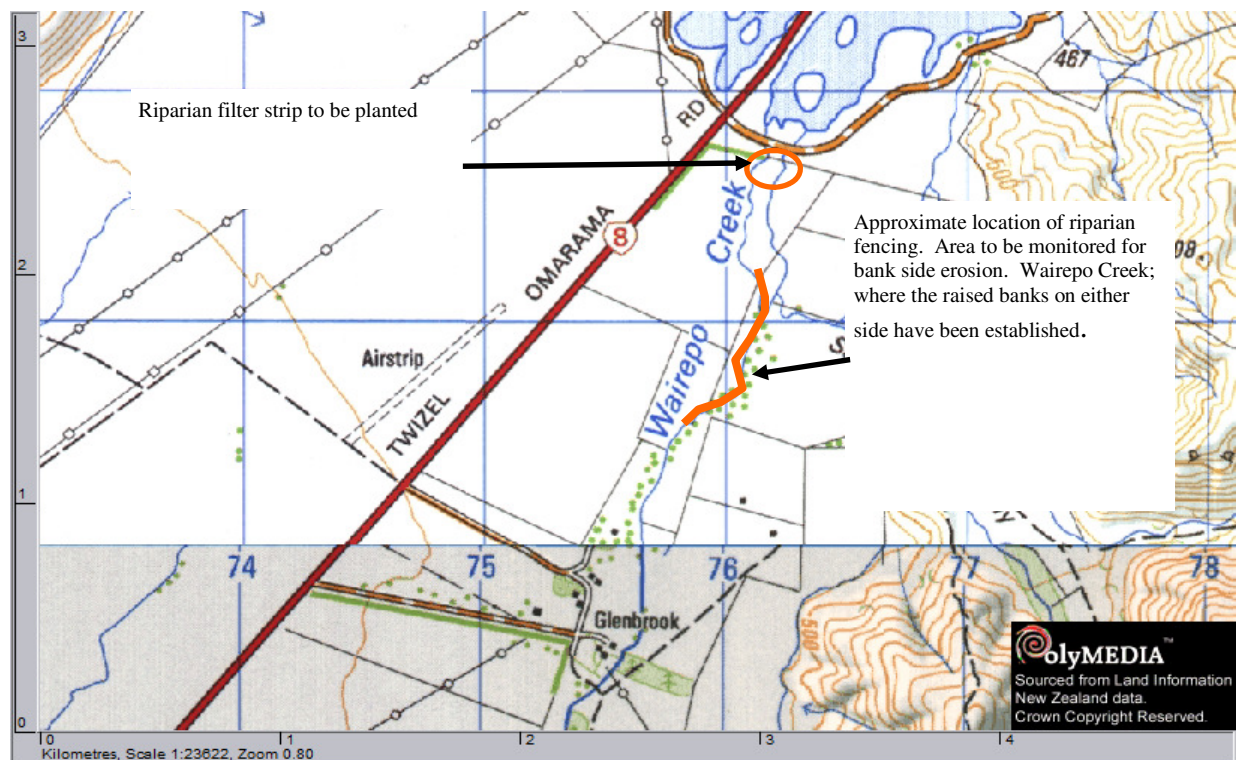 3
467
Riparian filter strip to be planted
RD
500
Creek
Approximate location of riparian
fencing. Area to be monitored for
bank side erosion. Wairepo Creek;
where the raised banks on either
side have been established.
08.
OMARAMA
8
2
Airstrip
Wairepo
S
TWIZEL
1
74
75
76
77
78
Glenbrook
500
olyMEDIA™
Sourced from Land Information
New Zealand data.
Crown Copyright Reserved.
0
0 1 2 3 4
Kilometres, Scale 1:23622, Zoom 0.80